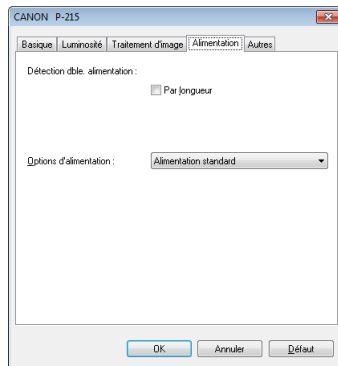 CANON P-215
Basique Luminosité Traitement d'image Alimentation Autres
Détection dble. alimentation :
Par longueur
Options d'alimentation : Alimentation standard
OK Annuler Défaut